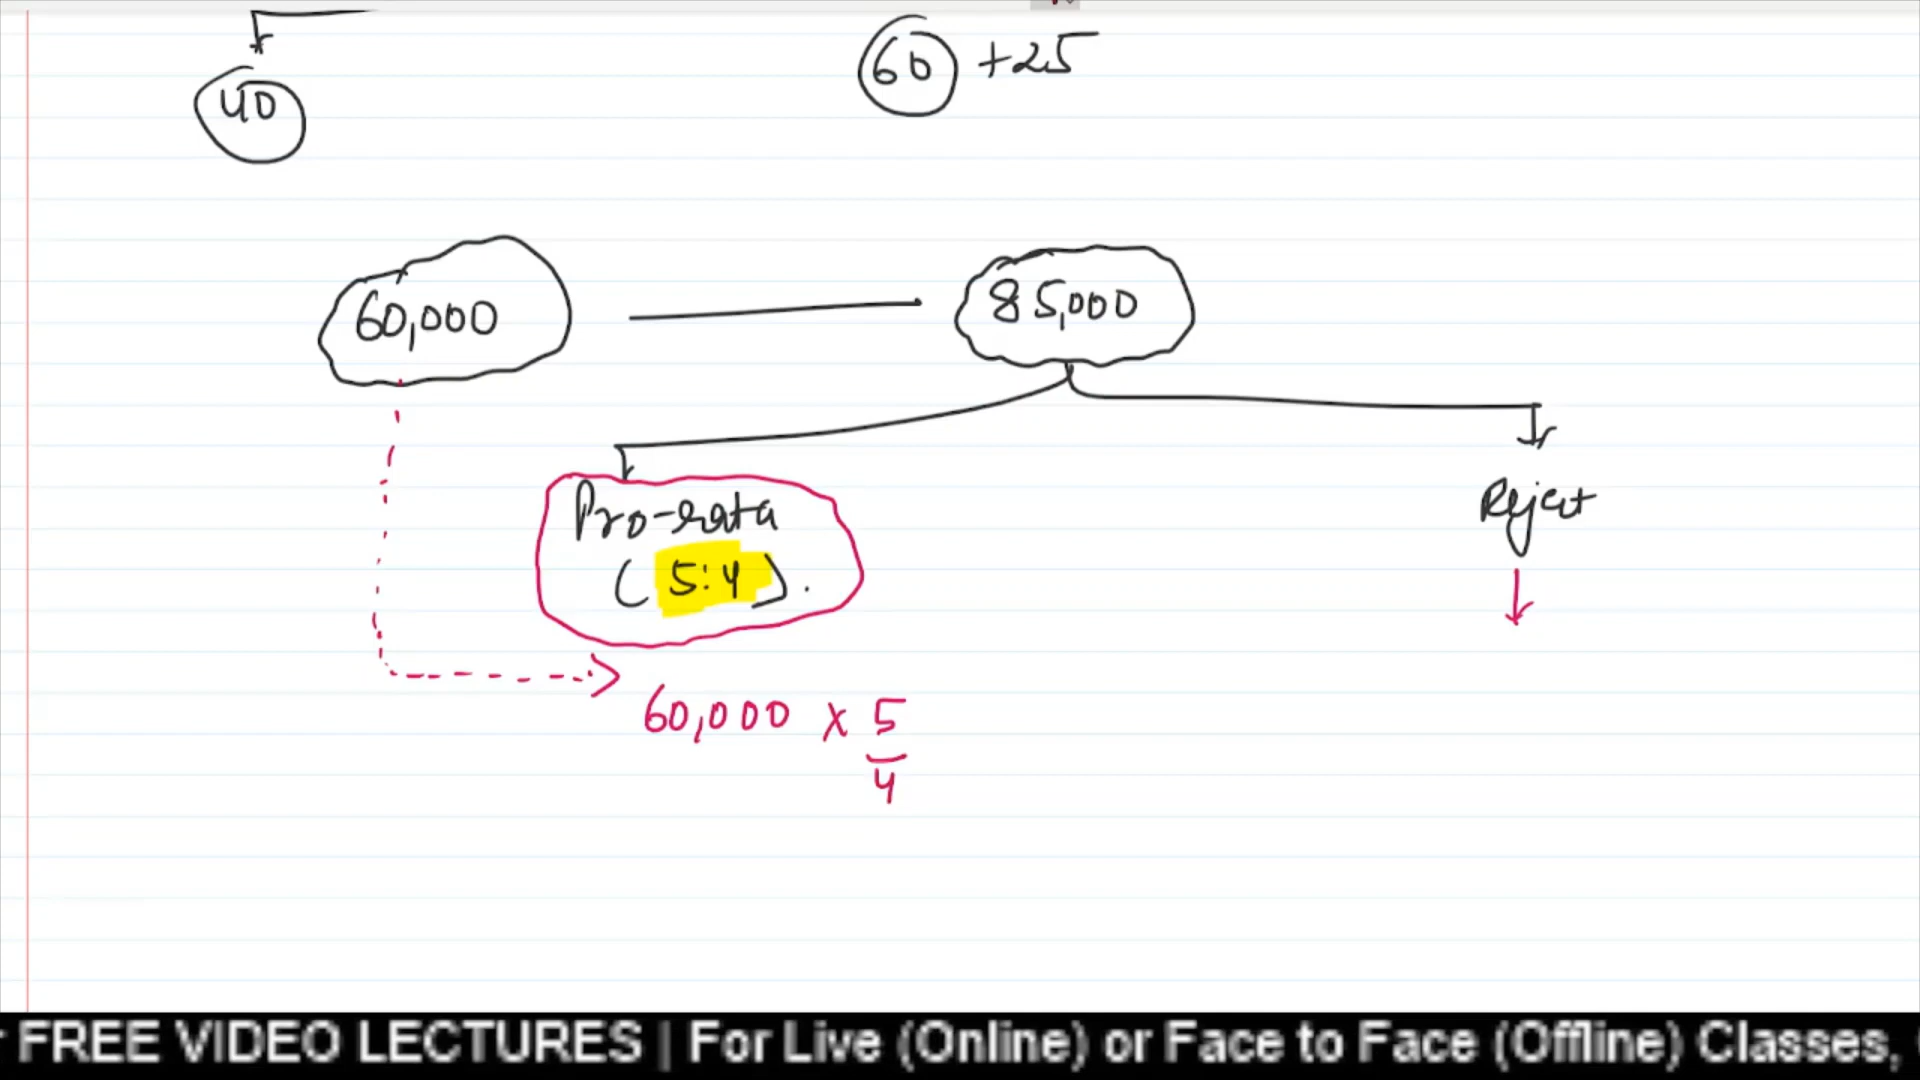 60 +25
40
60,000
85,000
Pro-rata
(5:4).
Reject
60,000 x 5
4
FREE VIDEO LECTURES | For Live (Online) or Face to Face (Offline) Classes,